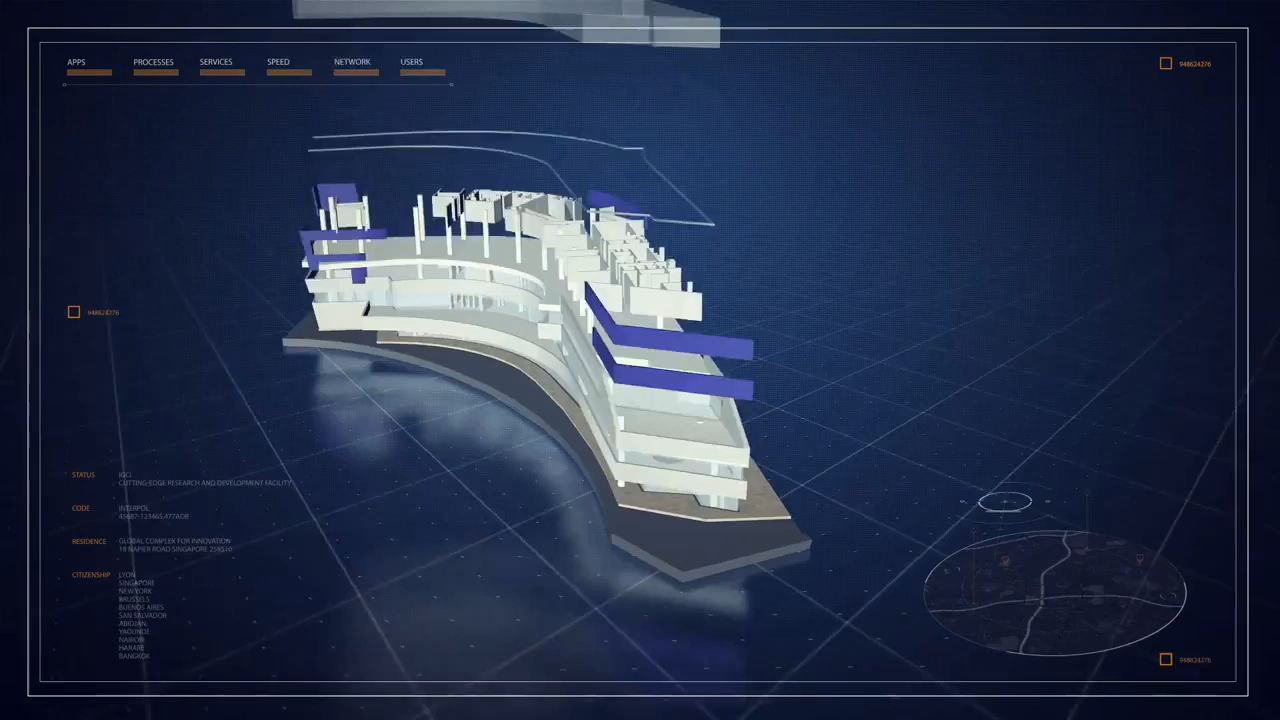 APPS PROCESSES SERVICES SPEED NETWORK USERS
948624276
948624276
STATUS IGCI
CUTTING-EDGE RESEARCH AND DEVELOPMENT FACILITY
CODE INTERPOL
RESIDENCE GLOBAL COMPLEX FOR INNOVATION
18 NAPIER ROAD SINGAPORE 258510
CITIZENSHIP LYON
SINGAPORE
NEW YORK
BRUSSELS
BUENOS AIRES
SAN SALVADOR
ABIDJAN,
YAOUNDE
NAIROBI
HARARE
BANGKOK
948624276